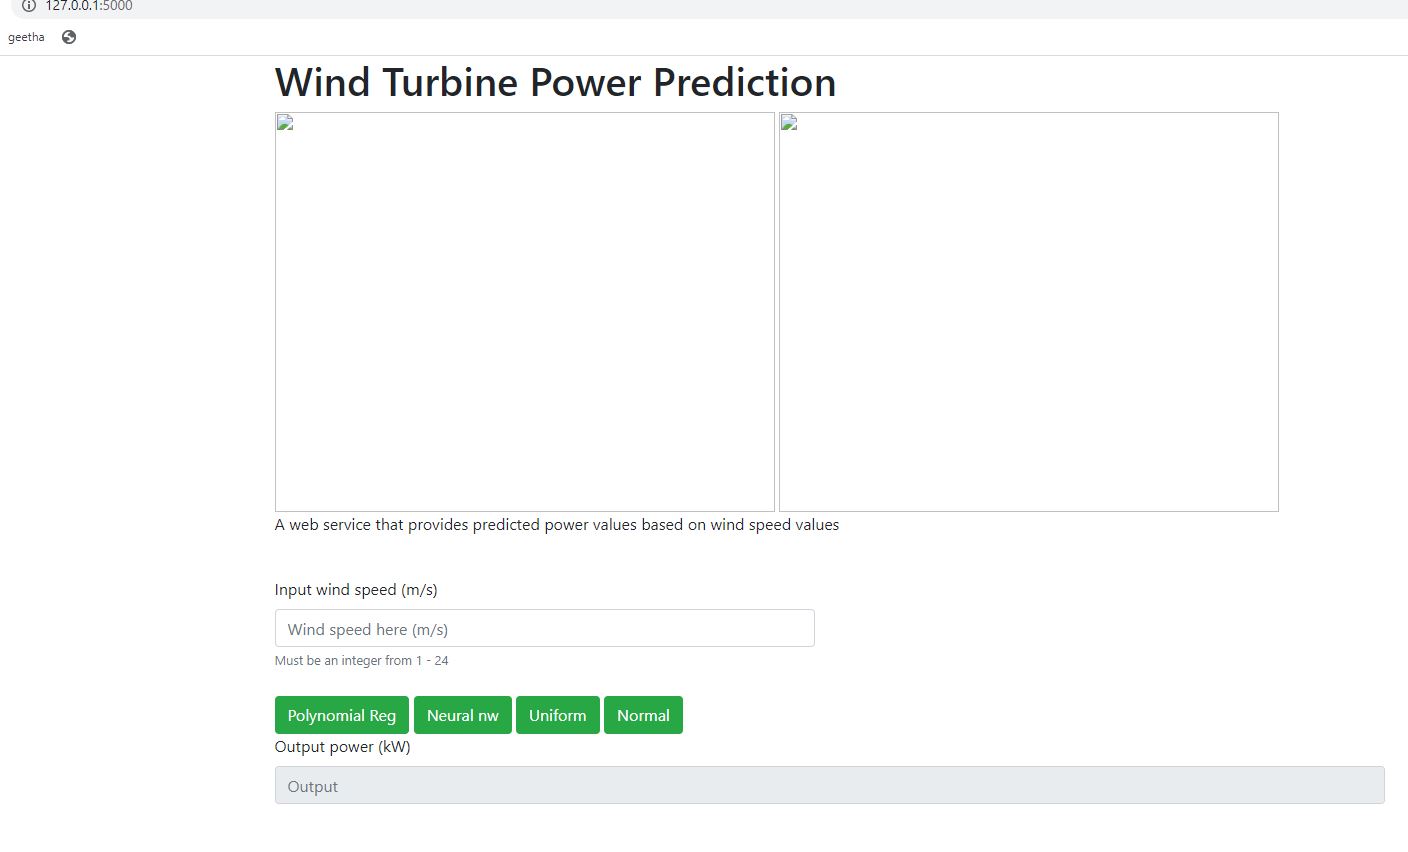 127.0.0.1:5000
geetha
Wind Turbine Power Prediction
A web service that provides predicted power values based on wind speed values
Input wind speed (m/s)
Wind speed here (m/s)
Must be an integer from 1 - 24
Polynomial Reg Neural nw Uniform Normal
Output power (kW)
Output